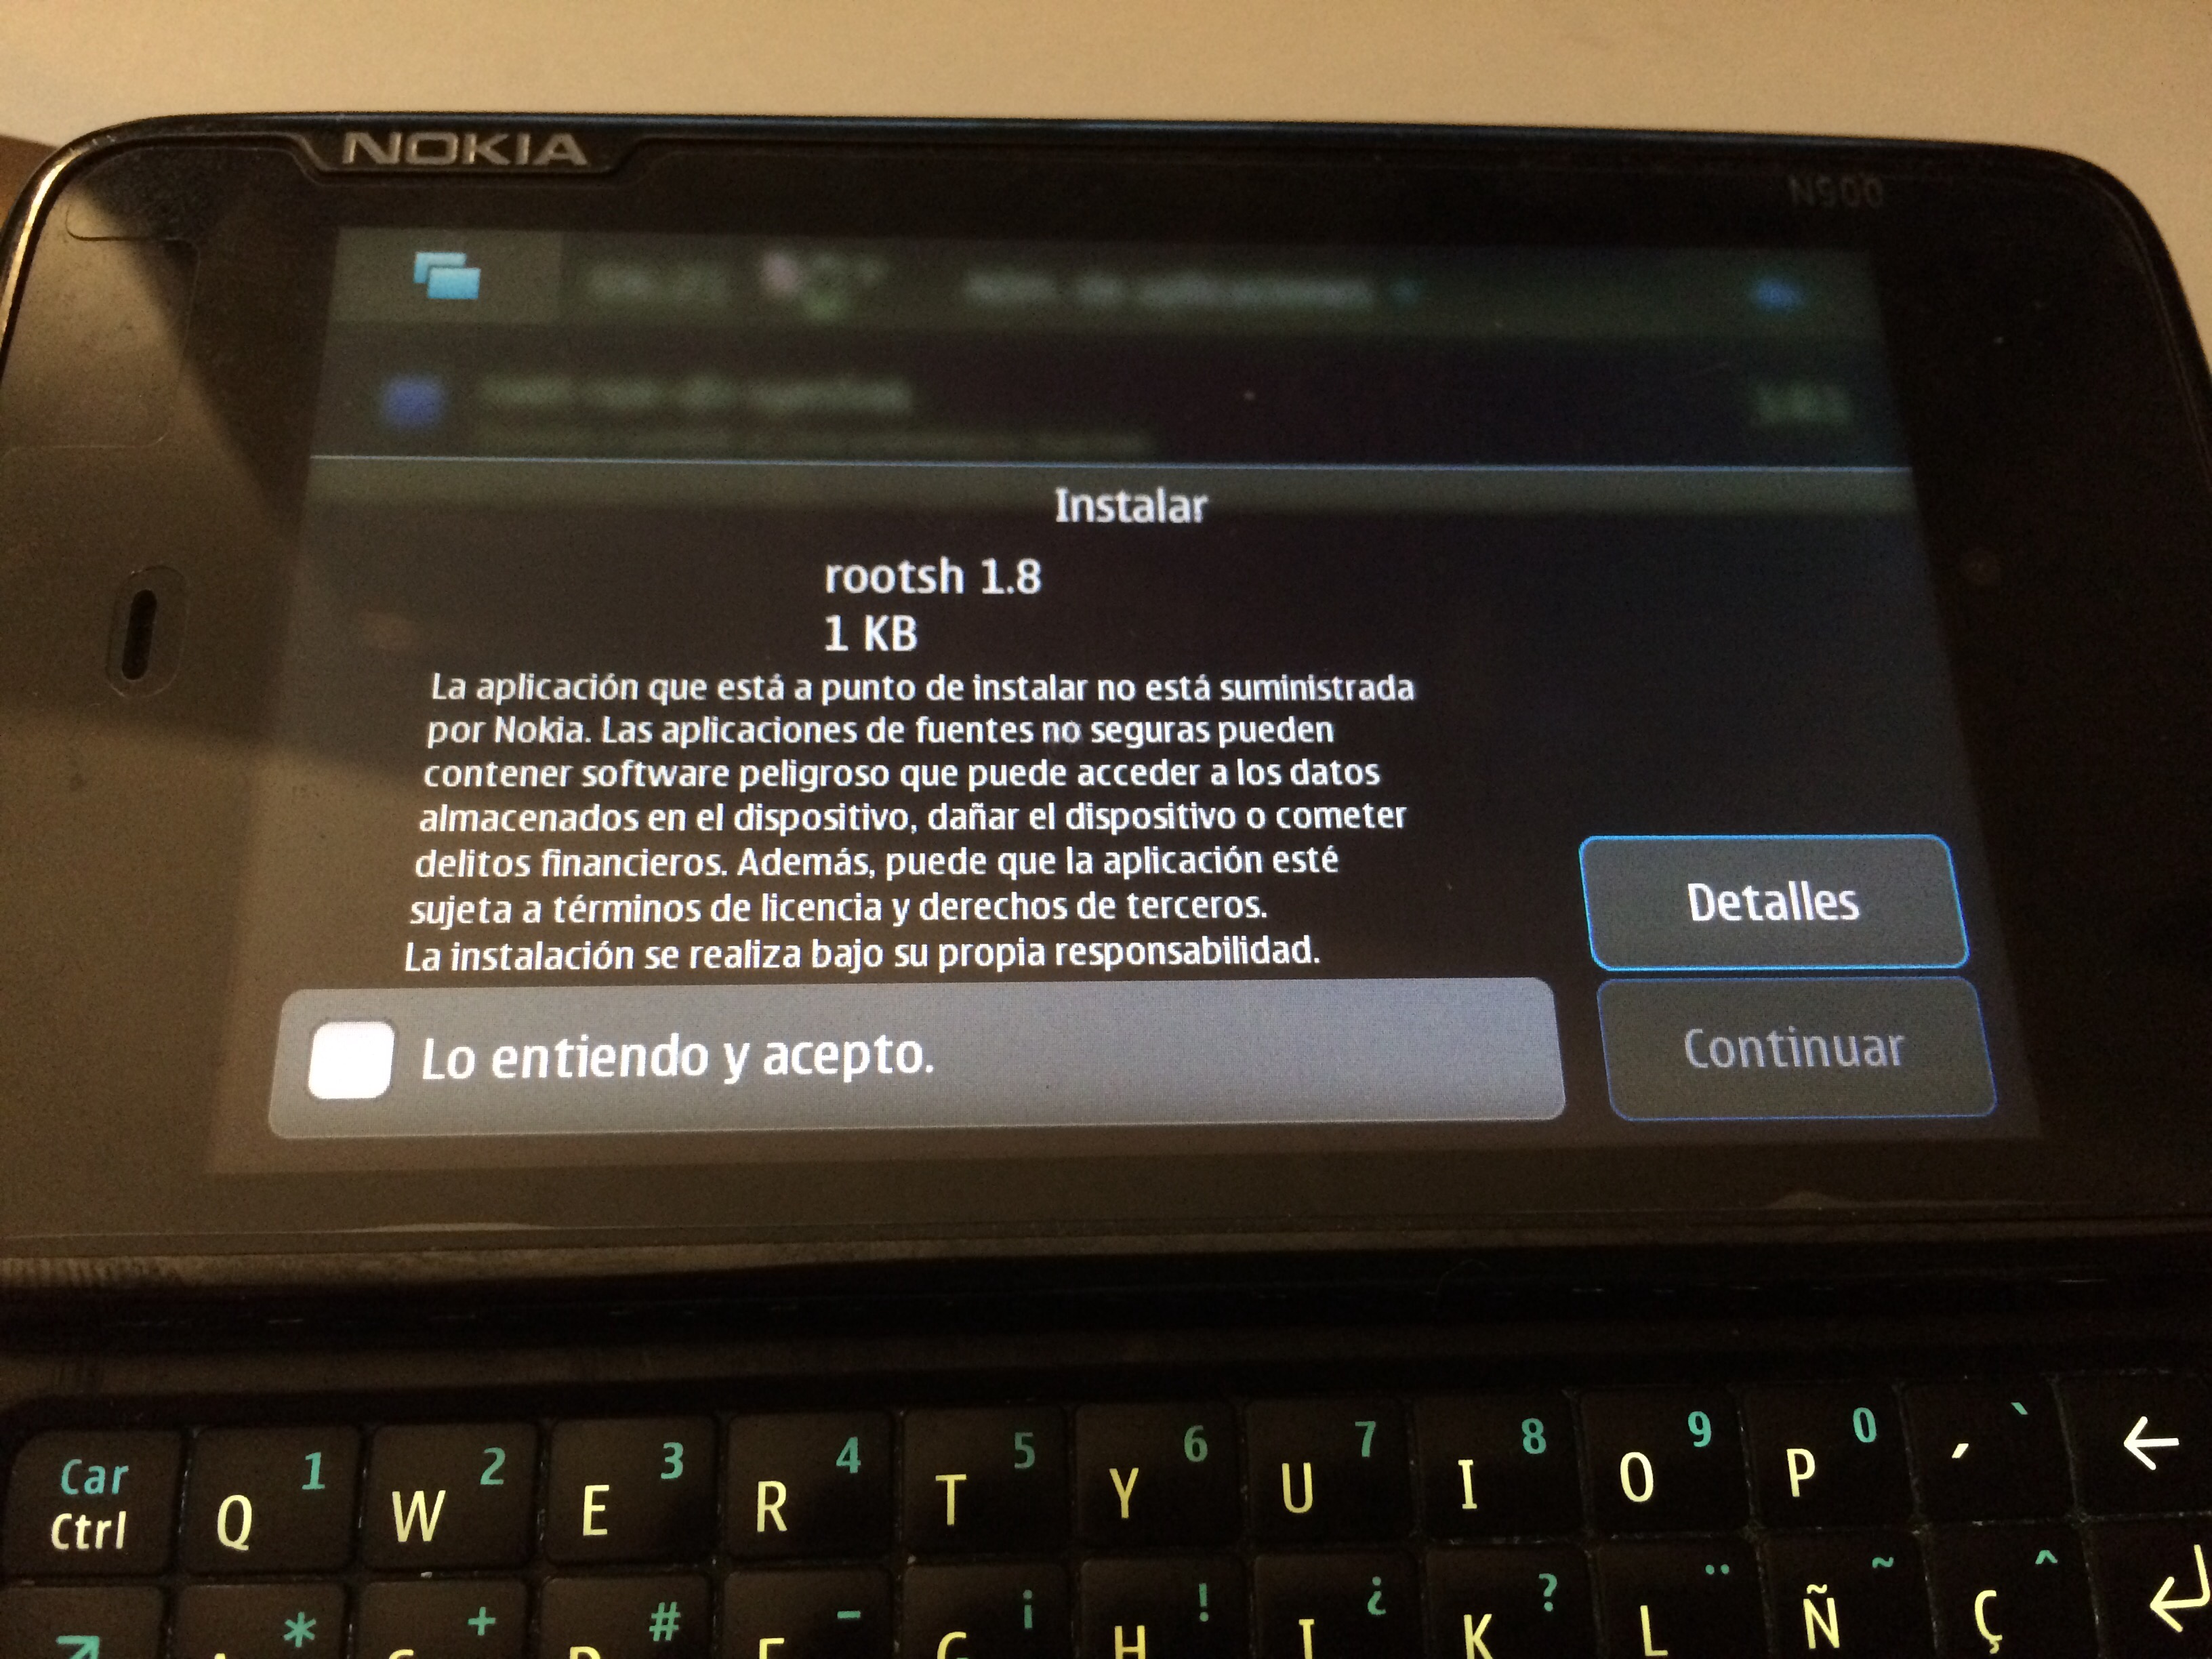 NOKIA
N900
Instalar
rootsh 1.8
1 KB
La aplicación que está a punto de instalar no está suministrada
por Nokia. Las aplicaciones de fuentes no seguras pueden
contener software peligroso que puede acceder a los datos
almacenados en el dispositivo, dañar el dispositivo o cometer
delitos financieros. Además, puede que la aplicación esté
sujeta a términos de licencia y derechos de terceros.
La instalación se realiza bajo su propia responsabilidad.
Detalles
Lo entiendo y acepto.
Continuar
Car 1 2 3 4 5 6 7 8 9 0 `
Ctrl Q W E R T Y U I O P ´ ←
* + # - ¡ ! ¿ ? ¨ ~ ^
H K L Ñ Ç